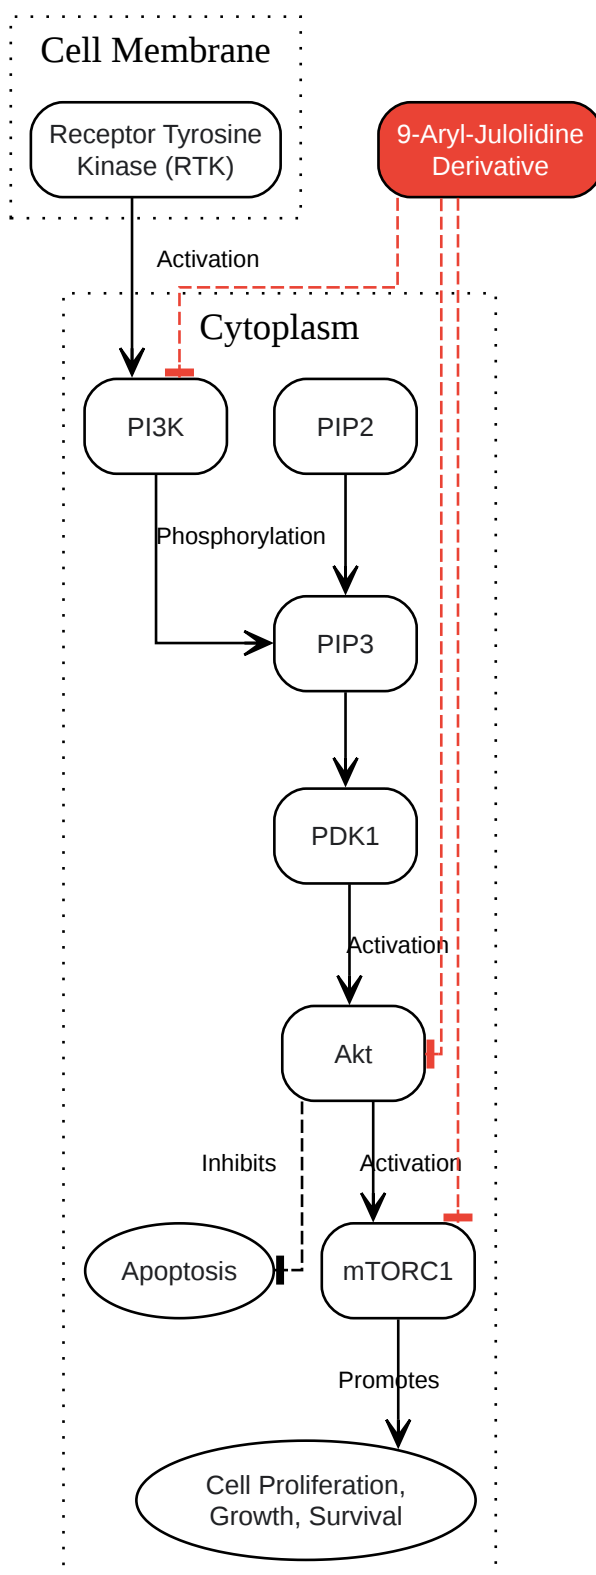 Cell Membrane
Receptor Tyrosine
Kinase (RTK)
9-Aryl-Julolidine
Derivative
Activation
Cytoplasm
PI3K
PIP2
Phosphorylation
PIP3
PDK1
Activation
Akt
Inhibits
Activation
Apoptosis
mTORC1
Promotes
Cell Proliferation,
Growth, Survival